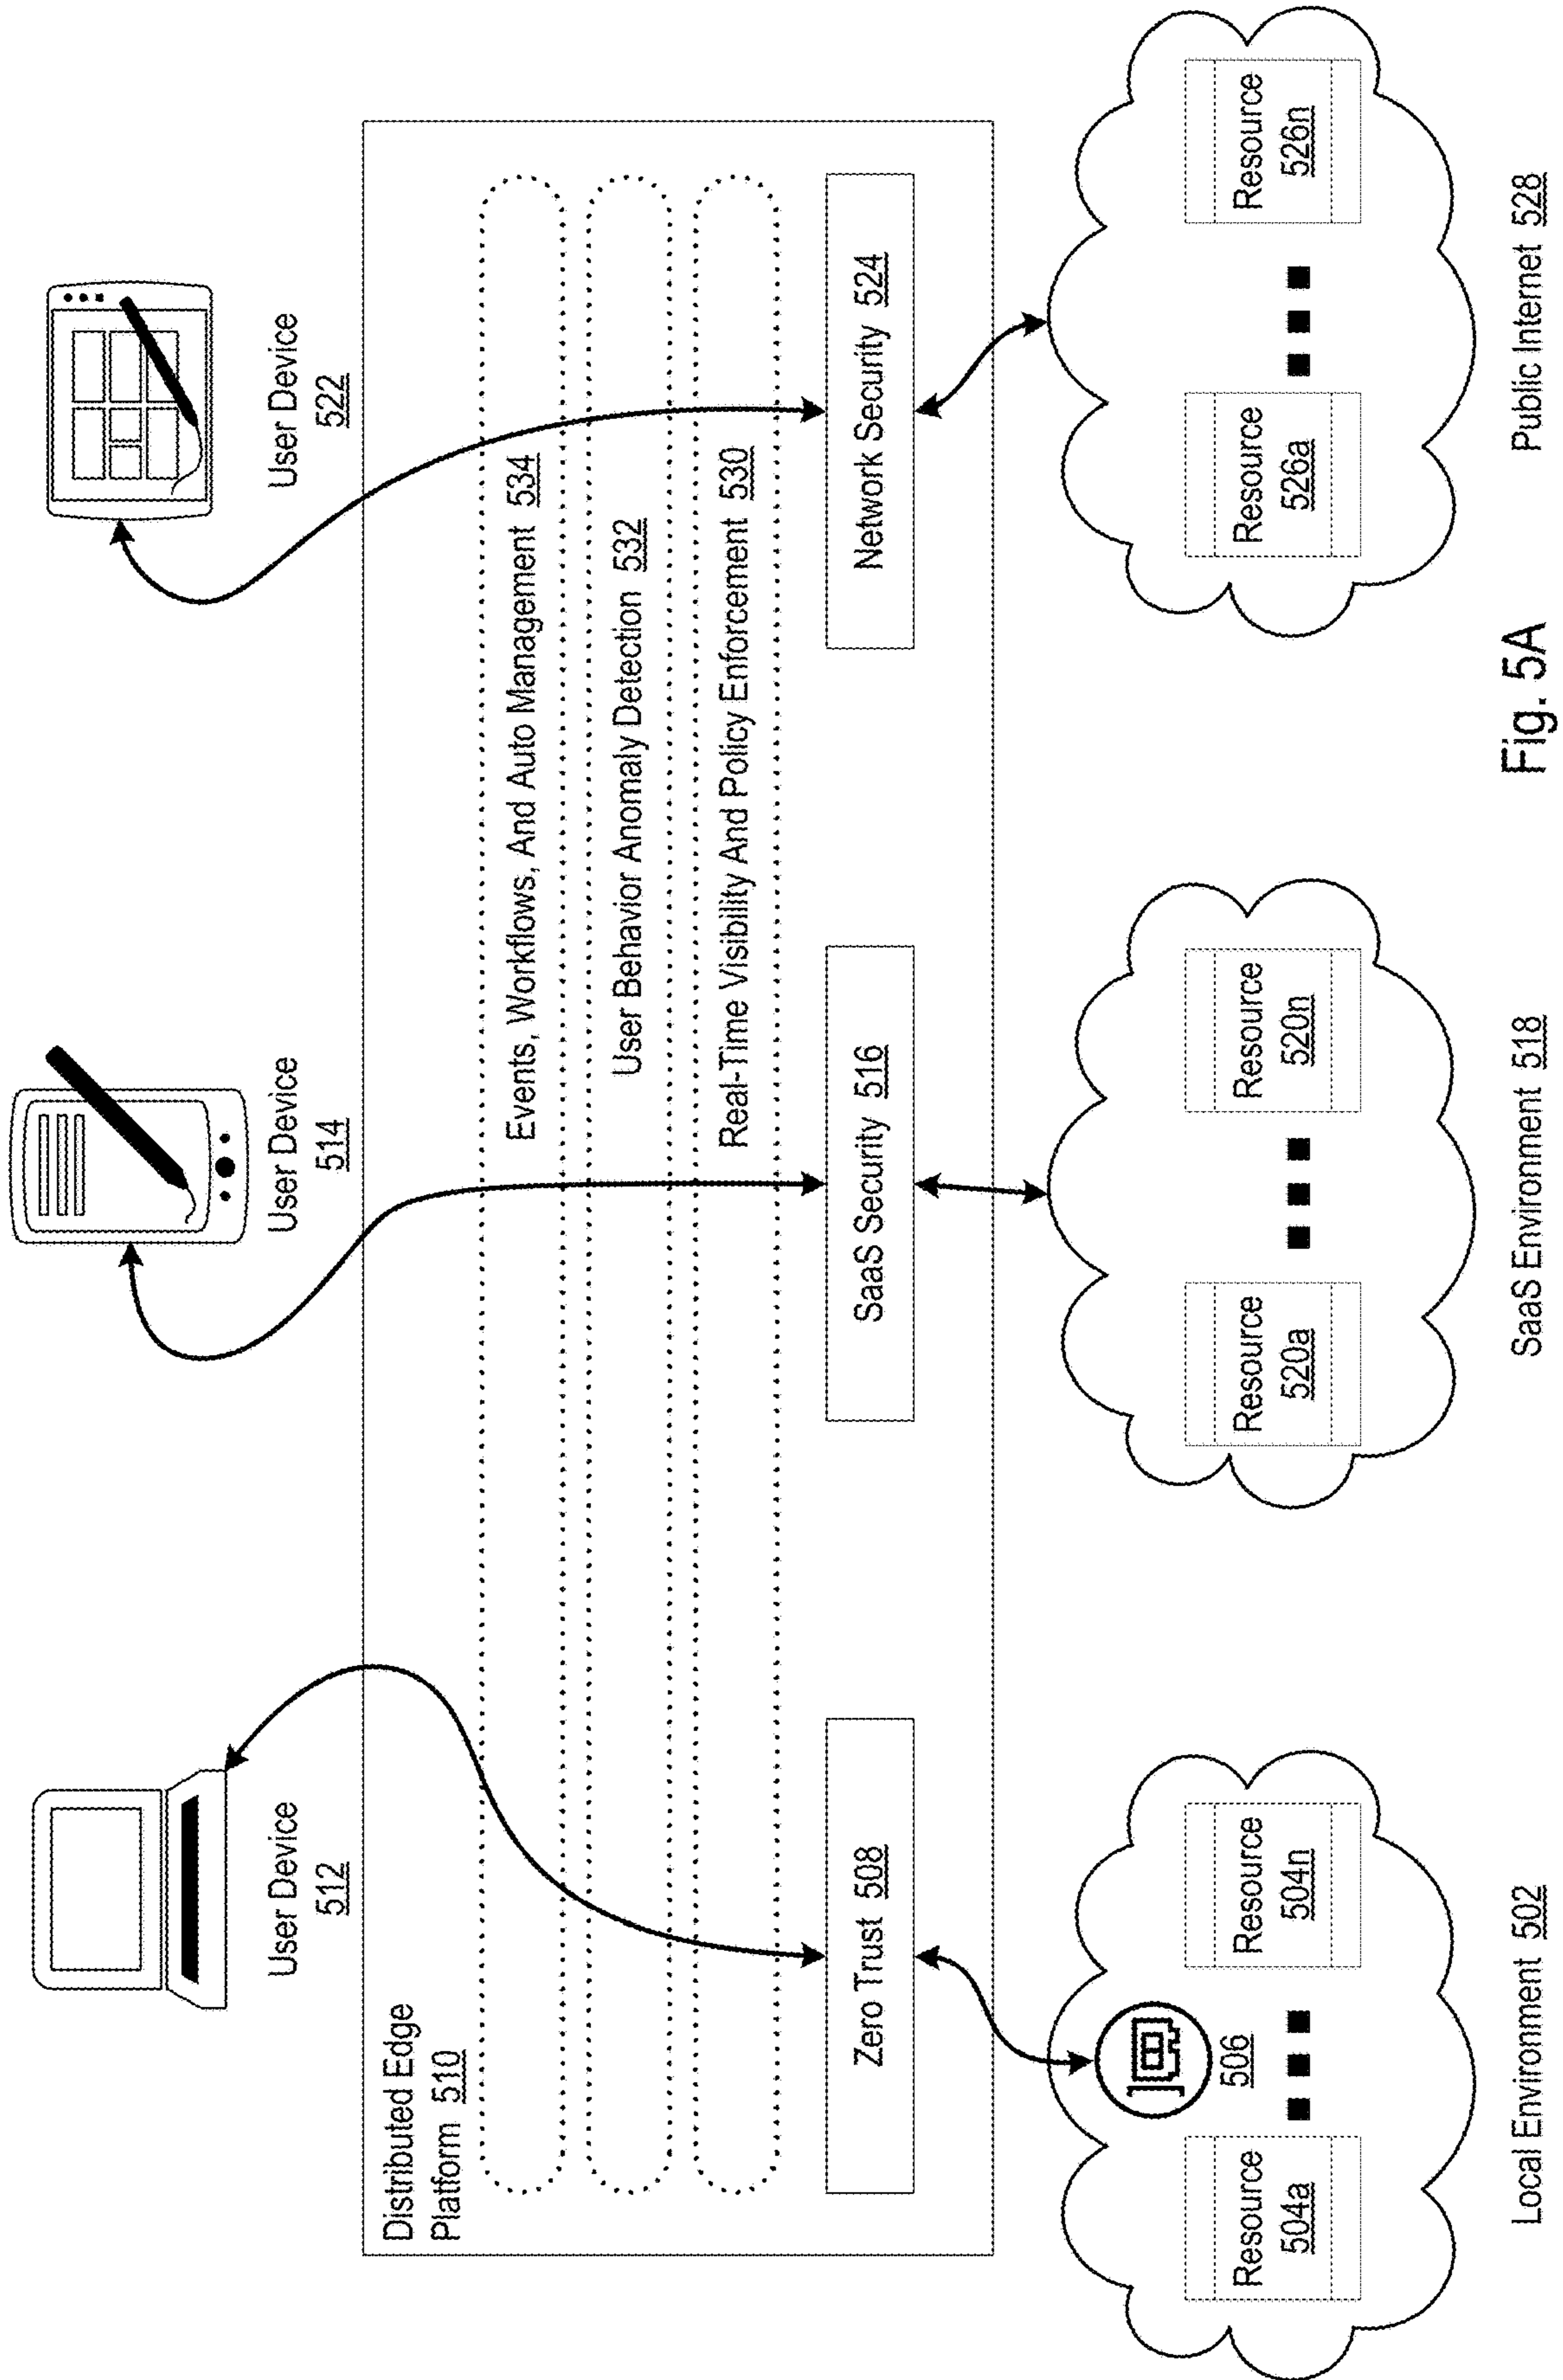 User Device
512
User Device
514
User Device
522
Distributed Edge
Platform 510
Events, Workflows, And Auto Management 534
User Behavior Anomaly Detection 532
Real-Time Visibility And Policy Enforcement 530
Zero Trust 508
SaaS Security 516
Network Security 524
506
Resource
504a
Resource
504n
Resource
520a
Resource
520n
Resource
526a
Resource
526n
Local Environment 502
SaaS Environment 518
Public Internet 528
Fig. 5A